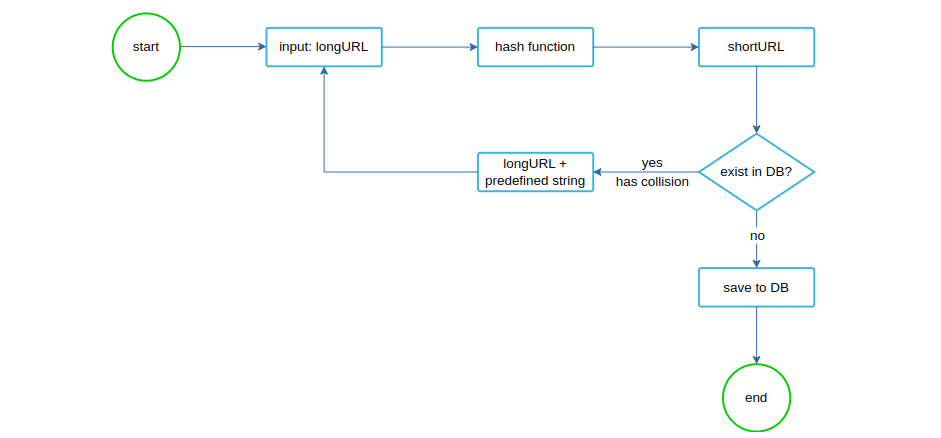 start
input: longURL
hash function
shortURL
longURL +
predefined string
yes
has collision
exist in DB?
no
save to DB
end